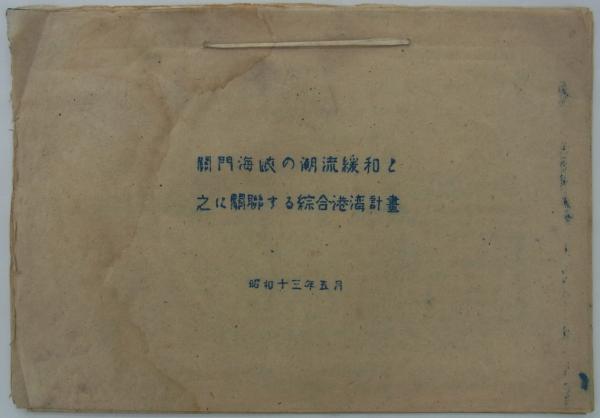 關門海峽の潮流緩和と
之に關聯する綜合港灣計畫
昭和十三年五月